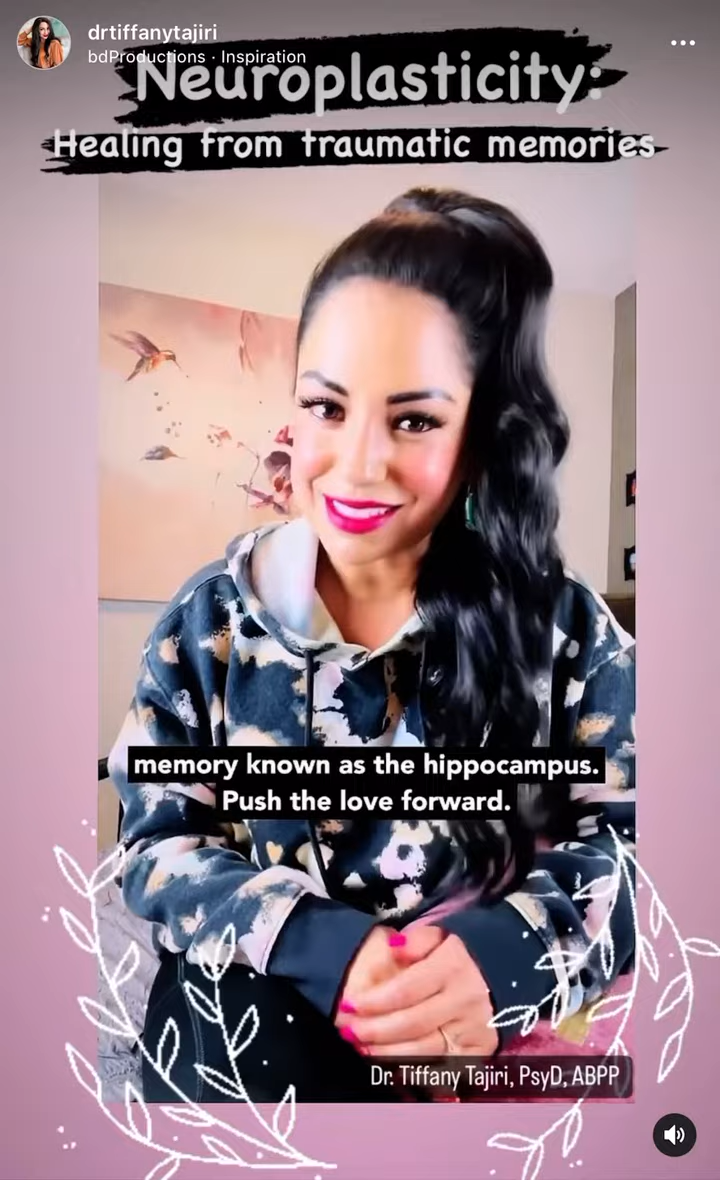 drtiffanytajiri
bdProductions · Inspiration
Neuroplasticity:
Healing from traumatic memories
memory known as the hippocampus.
Push the love forward.
Dr. Tiffany Tajiri, PsyD, ABPP